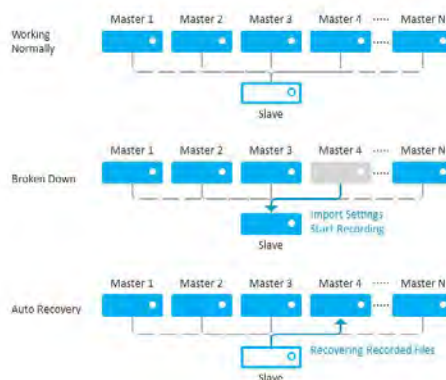 Working
Normally
Master 1 Master 2 Master 3 Master 4 ····· Master N
Slave
Broken Down
Master 1 Master 2 Master 3 Master 4 ····· Master N
Import Settings
Start Recording
Slave
Auto Recovery
Master 1 Master 2 Master 3 Master 4 ····· Master N
Recovering Recorded Files
Slave